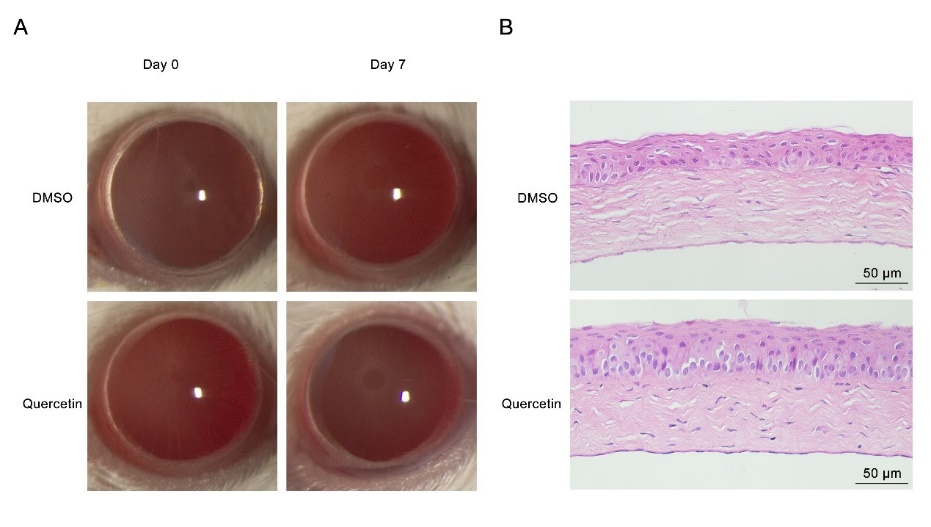 A
B
Day 0
Day 7
DMSO
DMSO
50 µm
Quercetin
Quercetin
50 µm